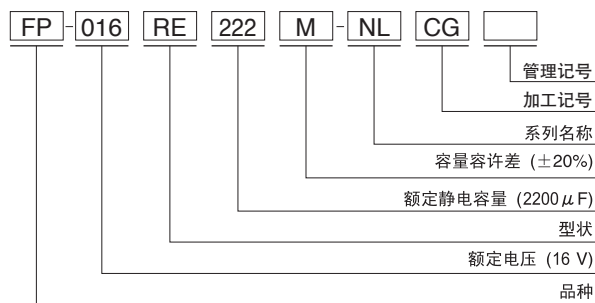 FP-016 RE 222 M-NL CG
管理记号
加工记号
系列名称
容量容许差 (±20%)
额定静电容量 (2200μF)
型状
额定电压 (16 V)
品种